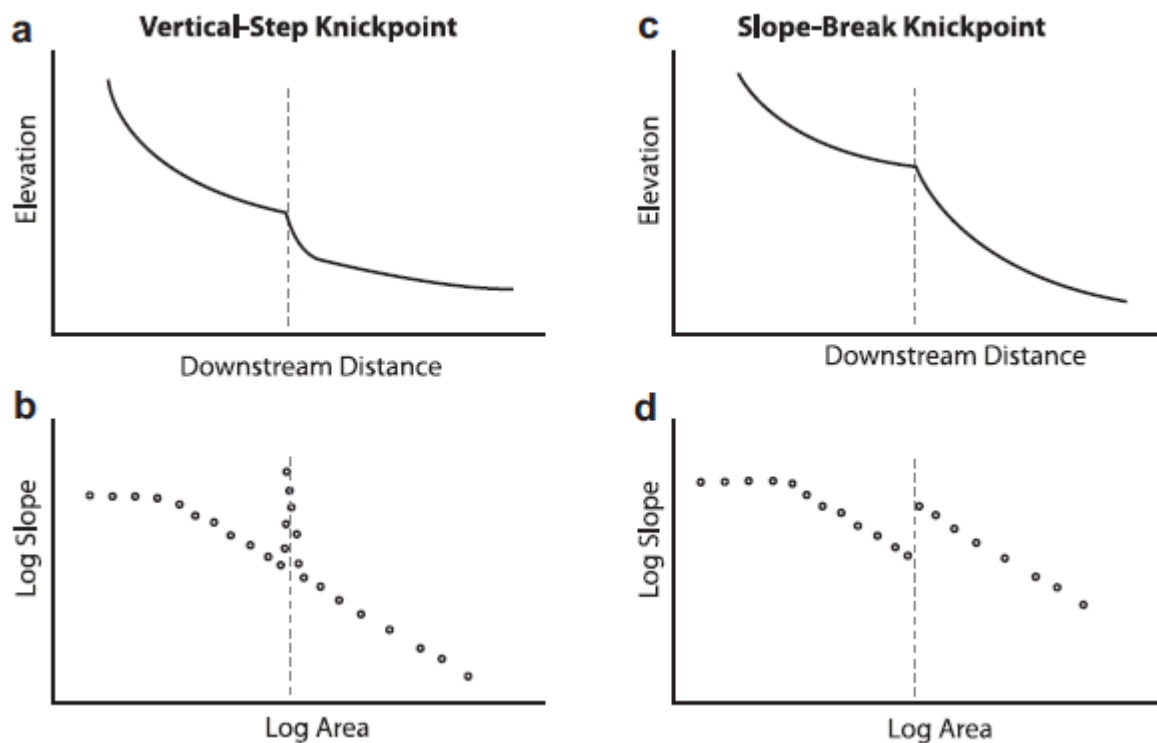 a
Vertical-Step Knickpoint
Elevation
Downstream Distance
b
Log Slope
Log Area
c
Slope-Break Knickpoint
Elevation
Downstream Distance
d
Log Slope
Log Area